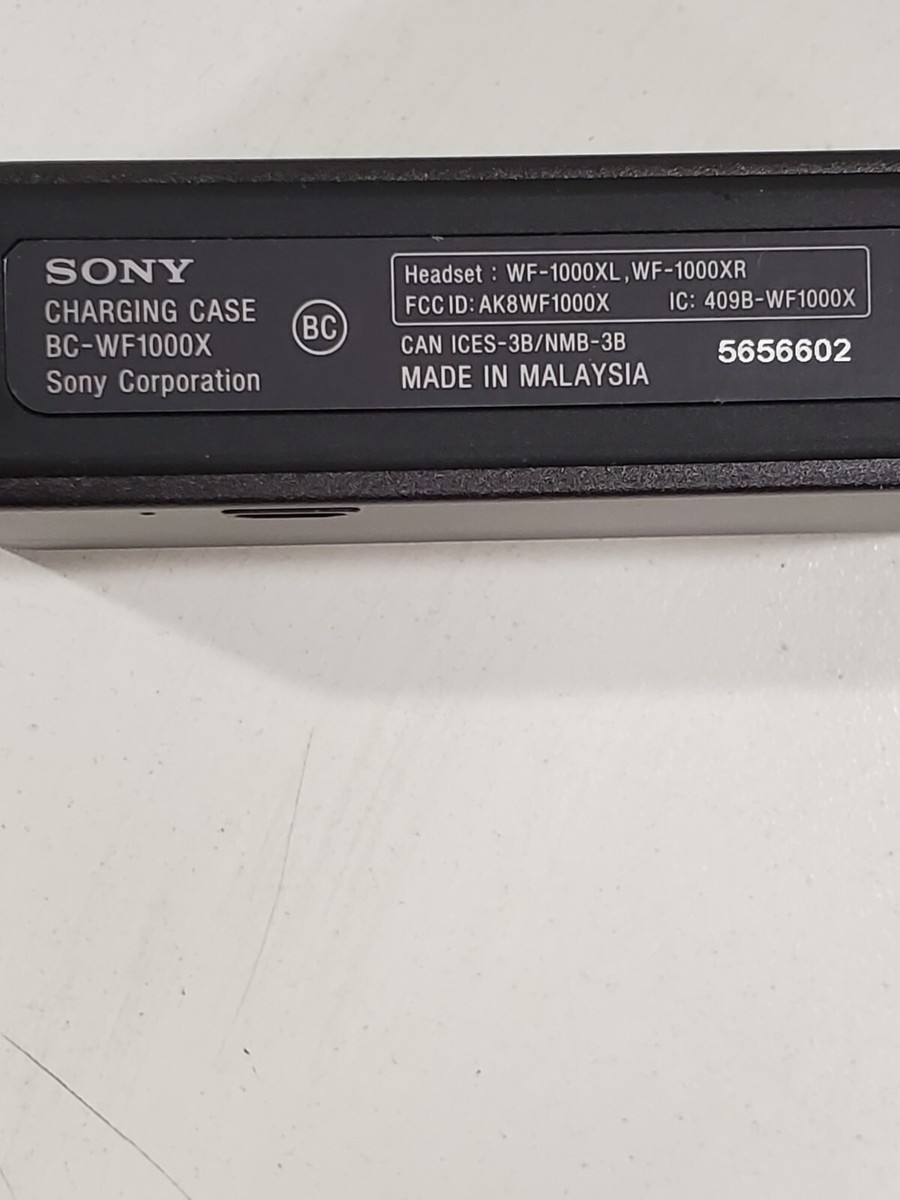 SONY
CHARGING CASE
BC-WF1000X
Sony Corporation
BC
Headset : WF-1000XL,WF-1000XR
FCC ID: AK8WF1000X IC: 409B-WF1000X
CAN ICES-3B/NMB-3B
MADE IN MALAYSIA
5656602